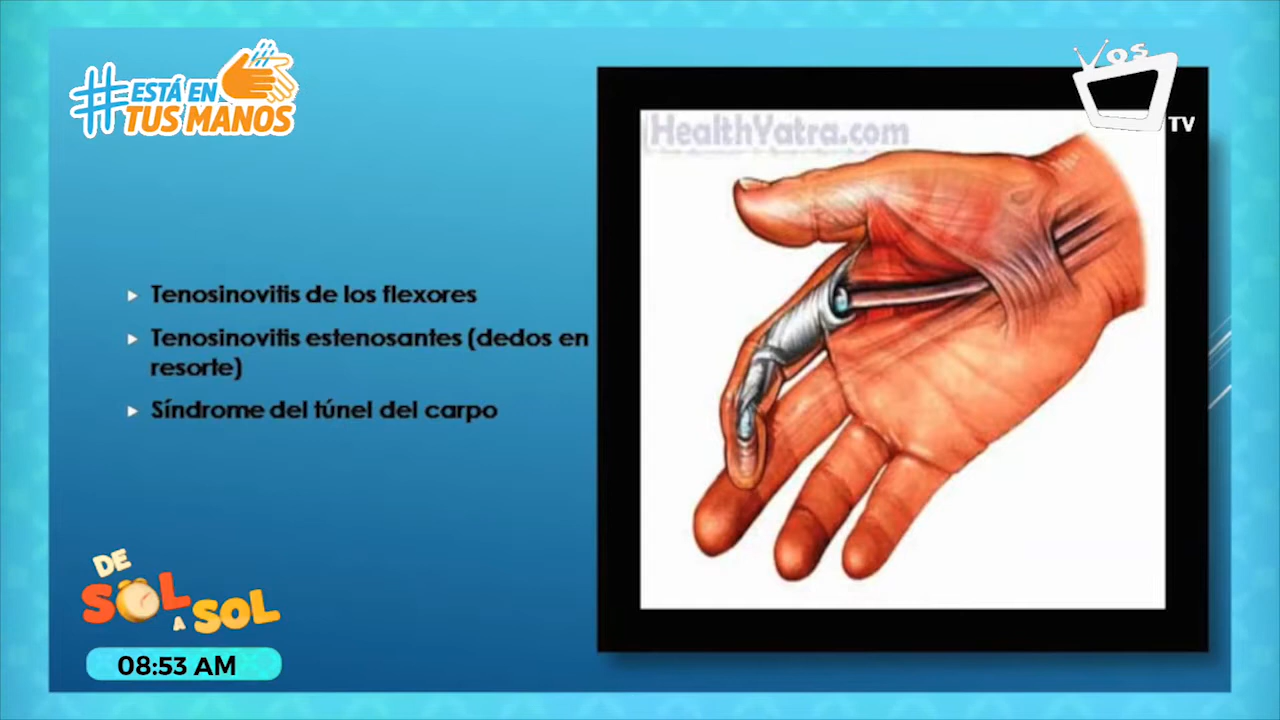 #ESTÁ EN
TUS MANOS
VOS
TV
HealthYatra.com
Tenosinovitis de los flexores
Tenosinovitis estenosantes (dedos en
resorte)
Síndrome del túnel del carpo
DE
SOL
A SOL
08:53 AM